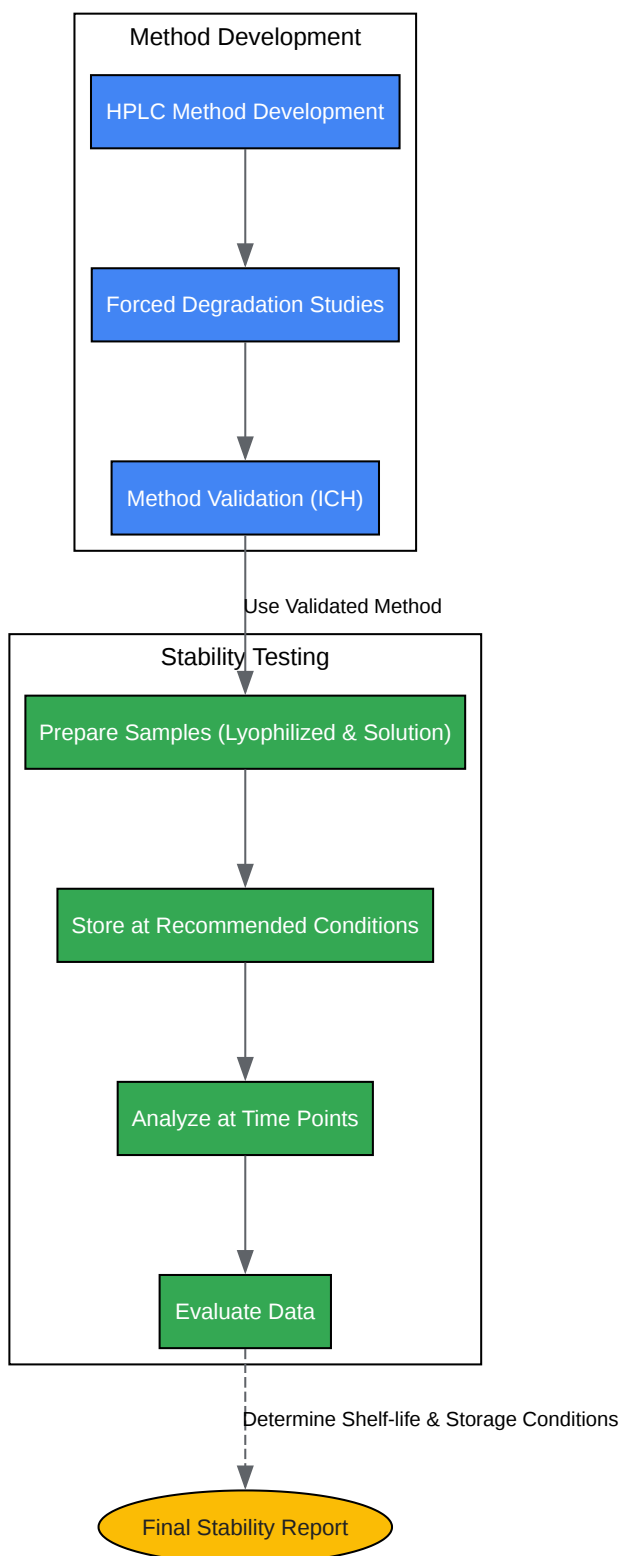 Method Development
HPLC Method Development
Forced Degradation Studies
Method Validation (ICH)
Use Validated Method
Stability Testing
Prepare Samples (Lyophilized & Solution)
Store at Recommended Conditions
Analyze at Time Points
Evaluate Data
Determine Shelf-life & Storage Conditions
Final Stability Report